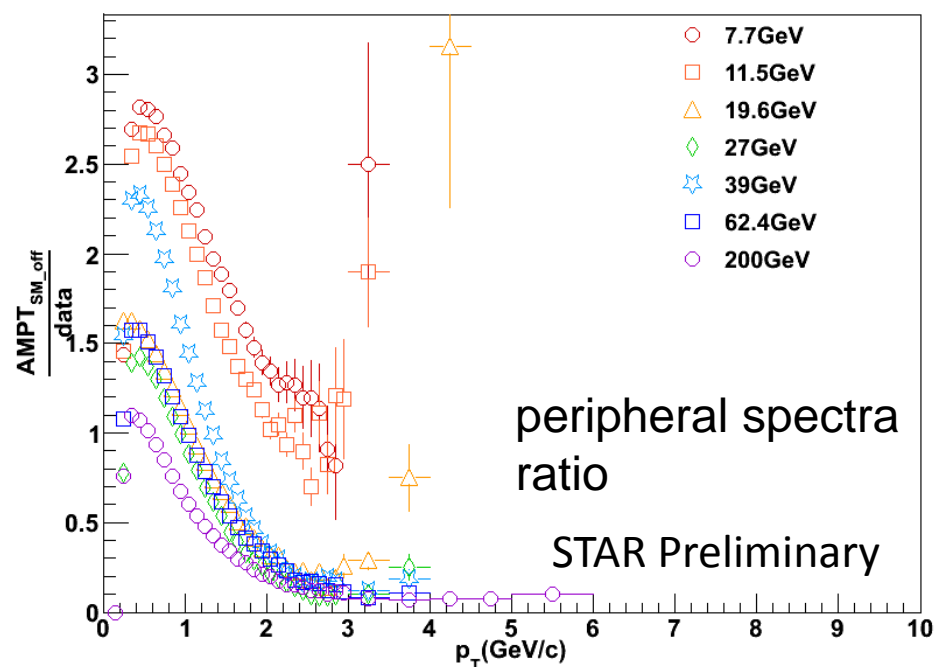 AMPT_SM_off
data
3
2.5
2
1.5
1
0.5
0
7.7GeV
11.5GeV
19.6GeV
27GeV
39GeV
62.4GeV
200GeV
peripheral spectra
ratio
STAR Preliminary
0 1 2 3 4 5 6 7 8 9 10
p_T(GeV/c)